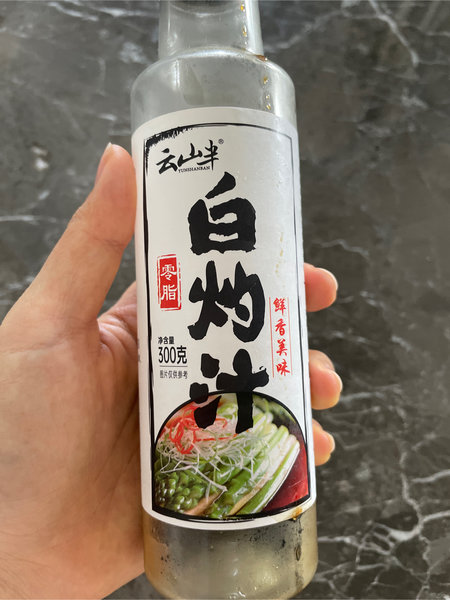 云山半®
YUNSHANBAN
白灼汁
零脂
鲜香美味
净含量
300克
图片仅供参考